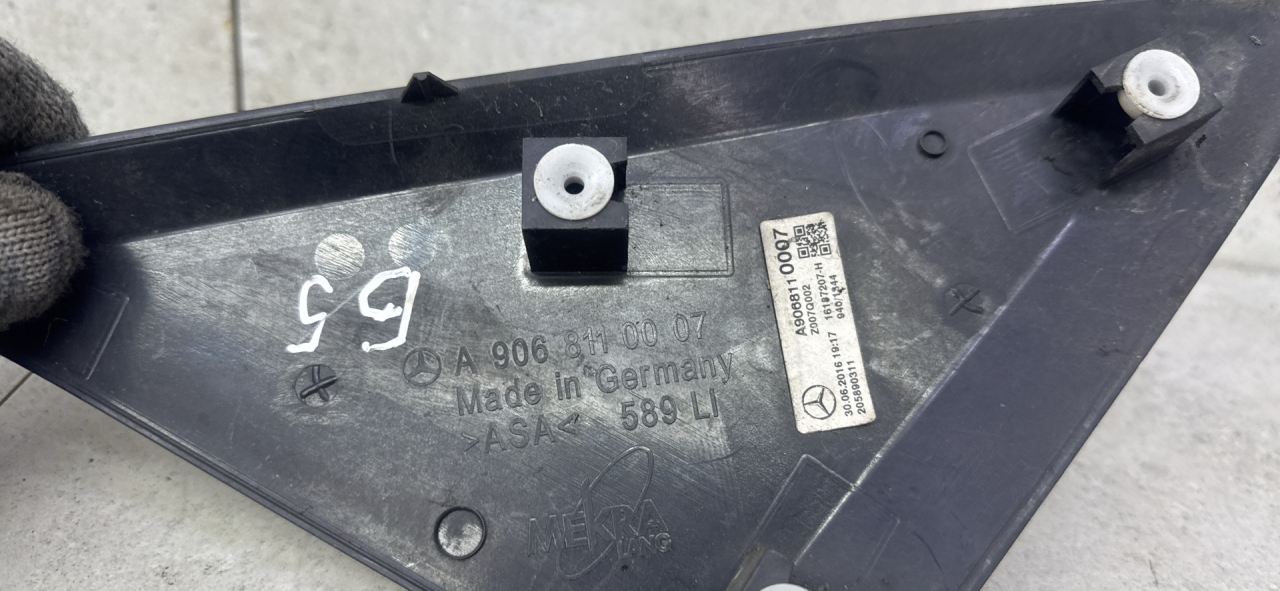 Б5
A 906 811 00 07
Made in Germany
>ASA< 589 LI
MEKRA
LANG
A9068110007
Z007Q002
16187207-H
940/1344
30.06.2016 19:17
205890311